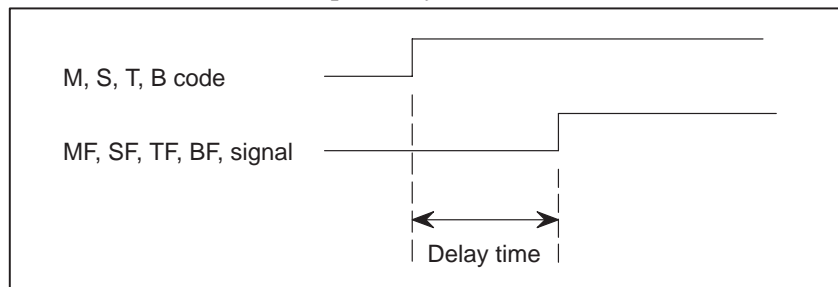 M, S, T, B code
MF, SF, TF, BF, signal
Delay time